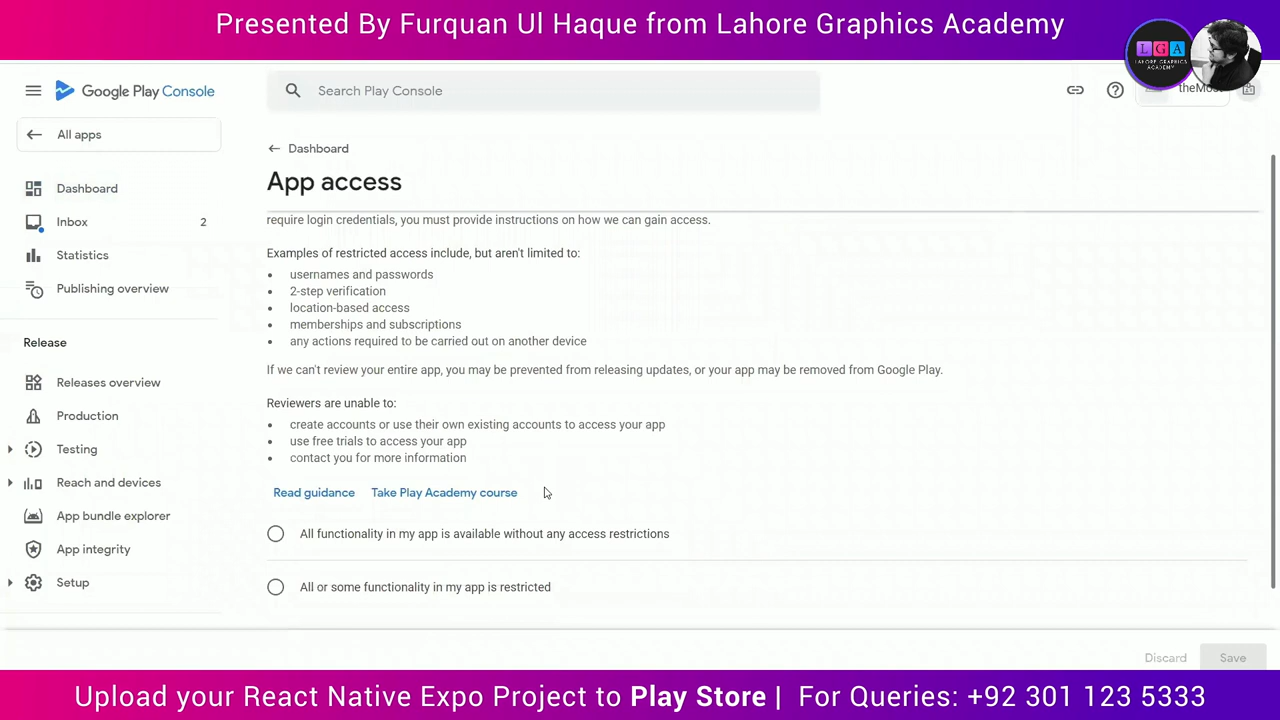 Presented By Furquan Ul Haque from Lahore Graphics Academy
LGA
LAHORE GRAPHICS
ACADEMY
Google Play Console
Search Play Console
All apps
Dashboard
Inbox 2
Statistics
Publishing overview
Release
Releases overview
Production
Testing
Reach and devices
App bundle explorer
App integrity
Setup
Dashboard
App access
require login credentials, you must provide instructions on how we can gain access.
Examples of restricted access include, but aren't limited to:
• usernames and passwords
• 2-step verification
• location-based access
• memberships and subscriptions
• any actions required to be carried out on another device
If we can't review your entire app, you may be prevented from releasing updates, or your app may be removed from Google Play.
Reviewers are unable to:
• create accounts or use their own existing accounts to access your app
• use free trials to access your app
• contact you for more information
Read guidance Take Play Academy course
All functionality in my app is available without any access restrictions
All or some functionality in my app is restricted
Discard Save
Upload your React Native Expo Project to Play Store | For Queries: +92 301 123 5333